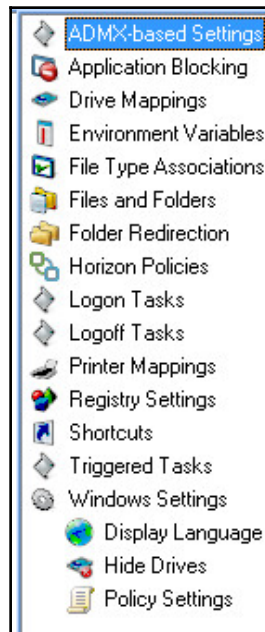 ADMX-based Settings
Application Blocking
Drive Mappings
Environment Variables
File Type Associations
Files and Folders
Folder Redirection
Horizon Policies
Logon Tasks
Logoff Tasks
Printer Mappings
Registry Settings
Shortcuts
Triggered Tasks
Windows Settings
Display Language
Hide Drives
Policy Settings